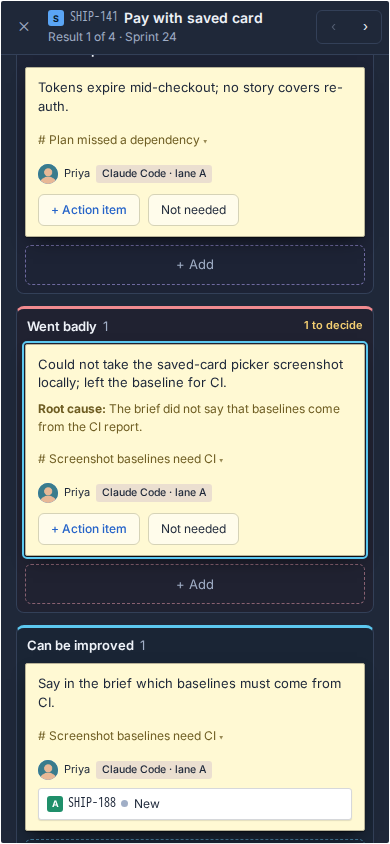 S SHIP-141 Pay with saved card
Result 1 of 4 · Sprint 24
Tokens expire mid-checkout; no story covers re-
auth.
# Plan missed a dependency
Priya Claude Code · lane A
+ Action item Not needed
+ Add
Went badly 1 1 to decide
Could not take the saved-card picker screenshot
locally; left the baseline for CI.
Root cause: The brief did not say that baselines come
from the CI report.
# Screenshot baselines need CI
Priya Claude Code · lane A
+ Action item Not needed
+ Add
Can be improved 1
Say in the brief which baselines must come from
CI.
# Screenshot baselines need CI
Priya Claude Code · lane A
A SHIP-188 New